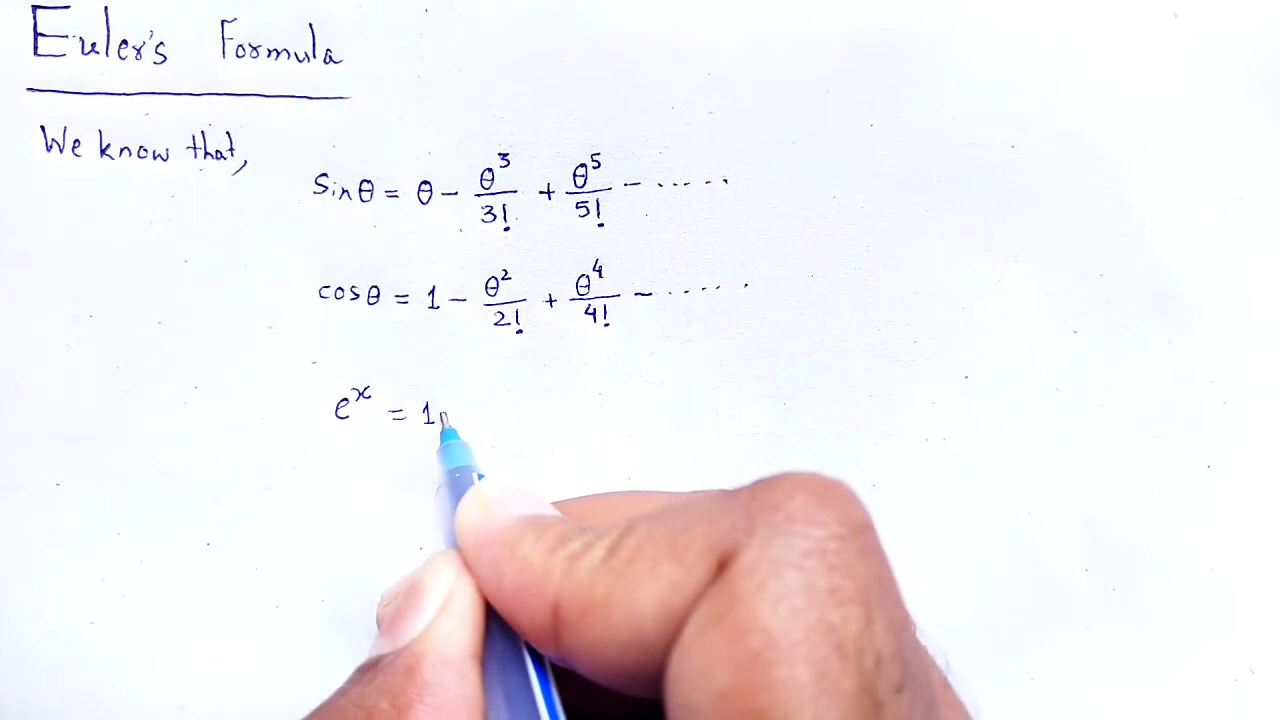 Euler's Formula
We know that,
Sinθ = θ - θ³/3! + θ⁵/5! - ......
cosθ = 1 - θ²/2! + θ⁴/4! - ......
eˣ = 1